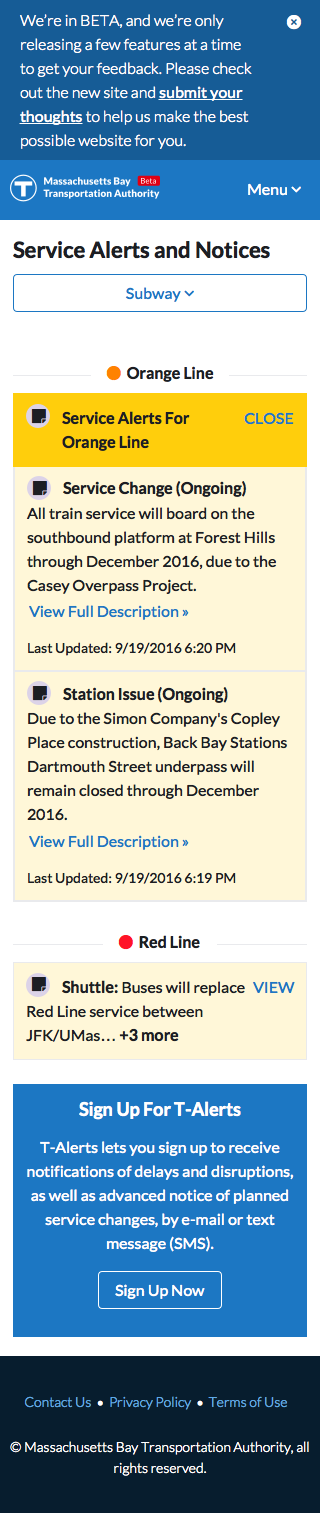 We're in BETA, and we're only
releasing a few features at a time
to get your feedback. Please check
out the new site and submit your
thoughts to help us make the best
possible website for you.
T Massachusetts Bay Beta
Transportation Authority
Menu
Service Alerts and Notices
Subway
Orange Line
Service Alerts For CLOSE
Orange Line
Service Change (Ongoing)
All train service will board on the
southbound platform at Forest Hills
through December 2016, due to the
Casey Overpass Project.
View Full Description »
Last Updated: 9/19/2016 6:20 PM
Station Issue (Ongoing)
Due to the Simon Company's Copley
Place construction, Back Bay Stations
Dartmouth Street underpass will
remain closed through December
2016.
View Full Description »
Last Updated: 9/19/2016 6:19 PM
Red Line
Shuttle: Buses will replace VIEW
Red Line service between
JFK/UMas… +3 more
Sign Up For T-Alerts
T-Alerts lets you sign up to receive
notifications of delays and disruptions,
as well as advanced notice of planned
service changes, by e-mail or text
message (SMS).
Sign Up Now
Contact Us • Privacy Policy • Terms of Use
© Massachusetts Bay Transportation Authority, all
rights reserved.